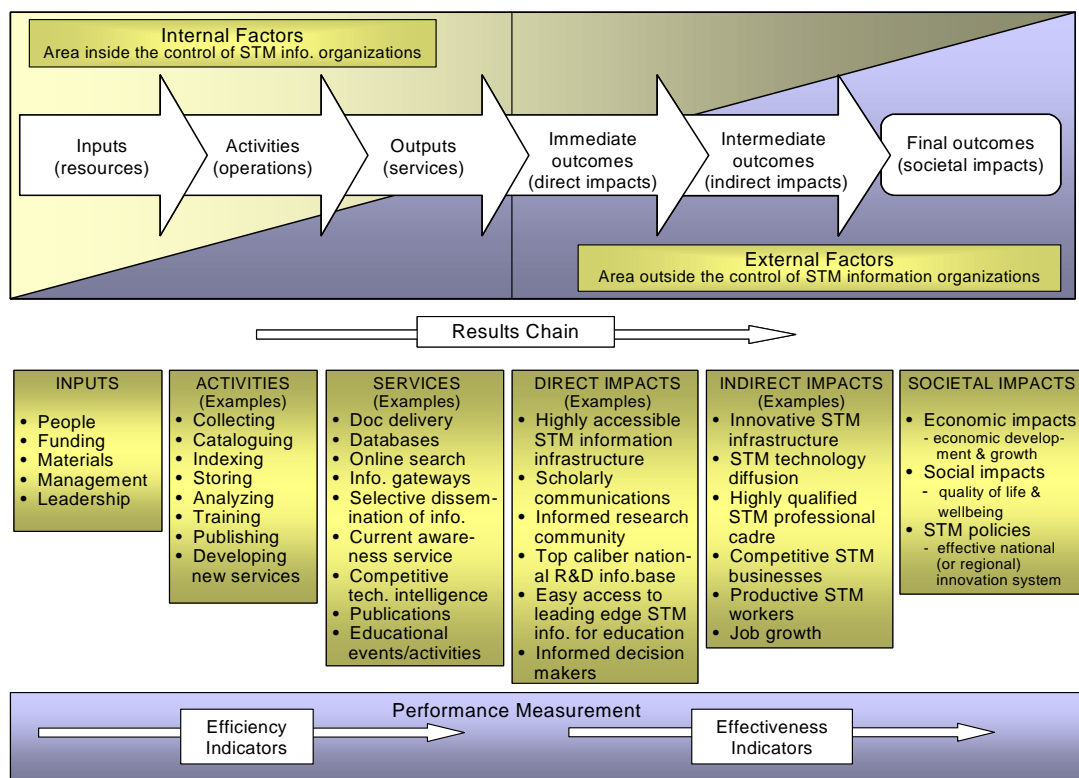 Internal Factors
Area inside the control of STM info. organizations
Inputs
(resources)
Activities
(operations)
Outputs
(services)
Immediate
outcomes
(direct impacts)
Intermediate
outcomes
(indirect impacts)
Final outcomes
(societal impacts)
External Factors
Area outside the control of STM information organizations
Results Chain
INPUTS
• People
• Funding
• Materials
• Management
• Leadership
ACTIVITIES
(Examples)
• Collecting
• Cataloguing
• Indexing
• Storing
• Analyzing
• Training
• Publishing
• Developing
new services
SERVICES
(Examples)
• Doc delivery
• Databases
• Online search
• Info. gateways
• Selective dissem-
ination of info.
• Current aware-
ness service
• Competitive
tech. intelligence
• Publications
• Educational
events/activities
DIRECT IMPACTS
(Examples)
• Highly accessible
STM information
infrastructure
• Scholarly
communications
• Informed research
community
• Top caliber nation-
al R&D info.base
• Easy access to
leading edge STM
info. for education
• Informed decision
makers
INDIRECT IMPACTS
(Examples)
• Innovative STM
infrastructure
• STM technology
diffusion
• Highly qualified
STM professional
cadre
• Competitive STM
businesses
• Productive STM
workers
• Job growth
SOCIETAL IMPACTS
• Economic impacts
- economic develop-
ment & growth
• Social impacts
- quality of life &
wellbeing
• STM policies
- effective national
(or regional)
innovation system
Performance Measurement
Efficiency
Indicators
Effectiveness
Indicators